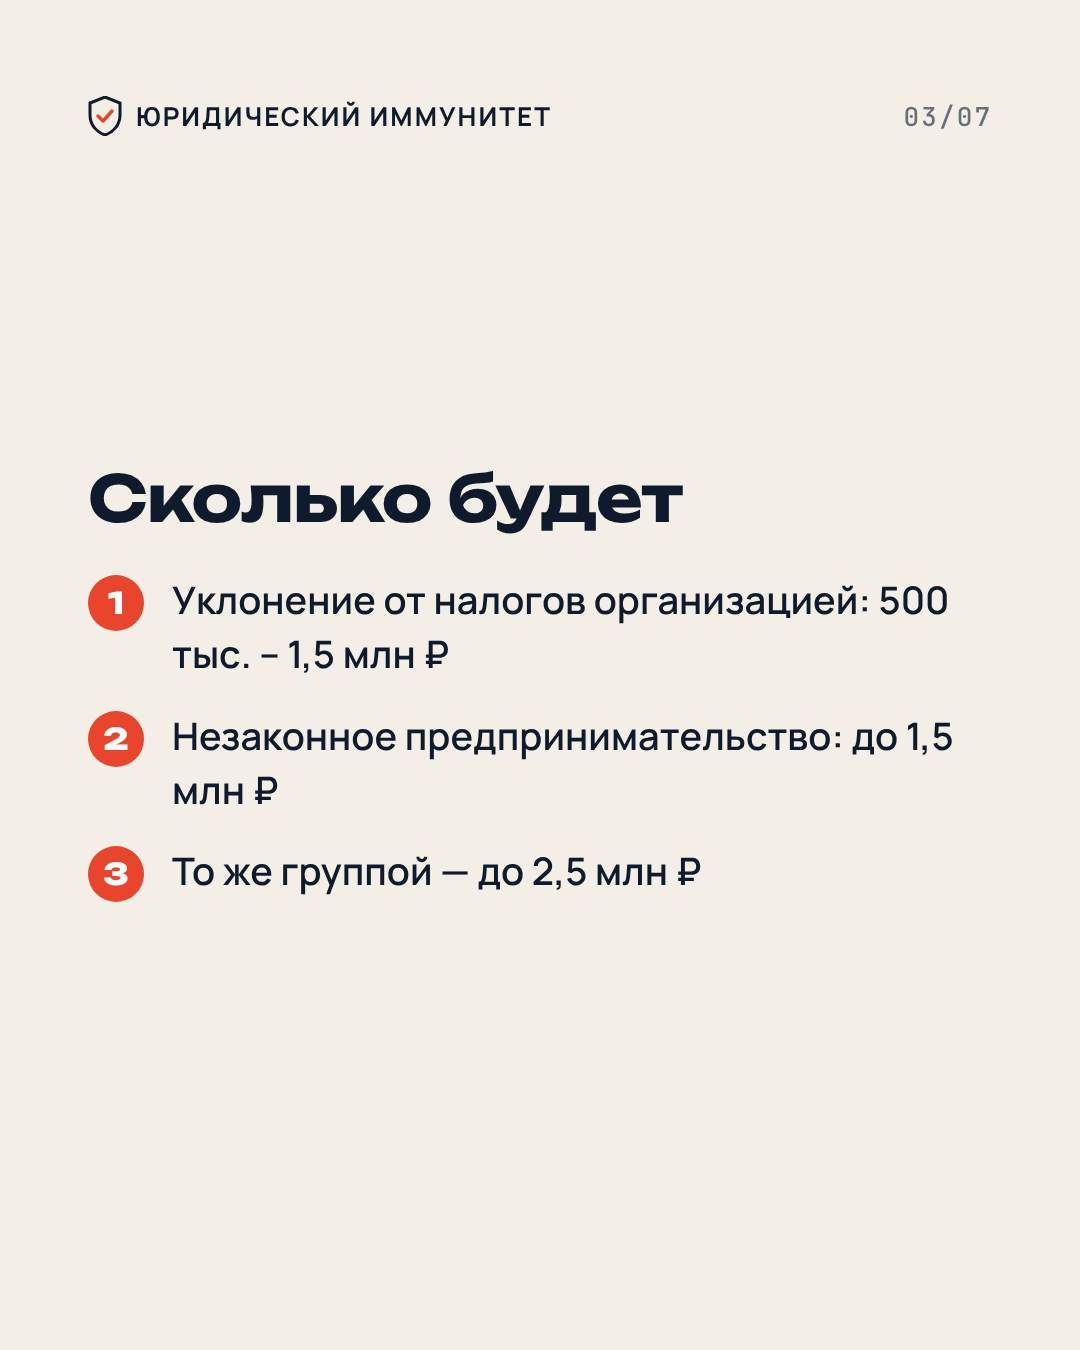 ЮРИДИЧЕСКИЙ ИММУНИТЕТ
03/07
Сколько будет
1 Уклонение от налогов организацией: 500
тыс. – 1,5 млн ₽
2 Незаконное предпринимательство: до 1,5
млн ₽
3 То же группой — до 2,5 млн ₽